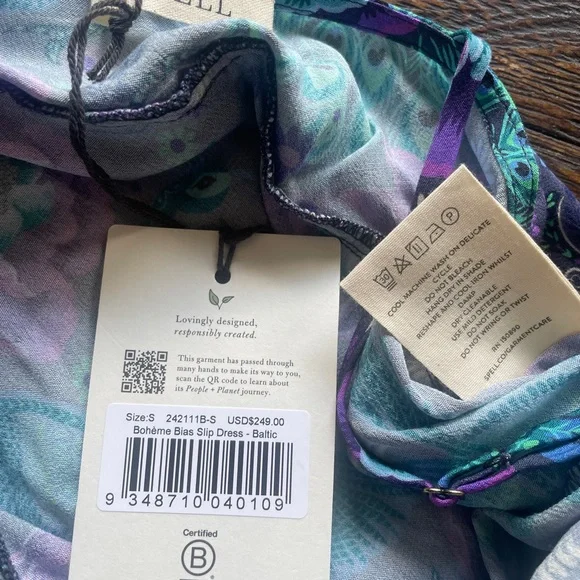 ELL
Lovingly designed,
responsibly created.
This garment has passed through
many hands to make its way to you,
scan the QR code to learn about
its People + Planet journey.
Size:S 242111B-S USD$249.00
Bohème Bias Slip Dress - Baltic
9 348710 040109
Certified
B
30 P
COOL MACHINE WASH ON DELICATE
CYCLE
DO NOT BLEACH
HANG DRY IN SHADE
RESHAPE AND COOL IRON WHILST
DAMP
DRY CLEANABLE
USE MILD DETERGENT
DO NOT SOAK
DO NOT WRING OR TWIST
RN 150890
SPELL.CO/GARMENTCARE